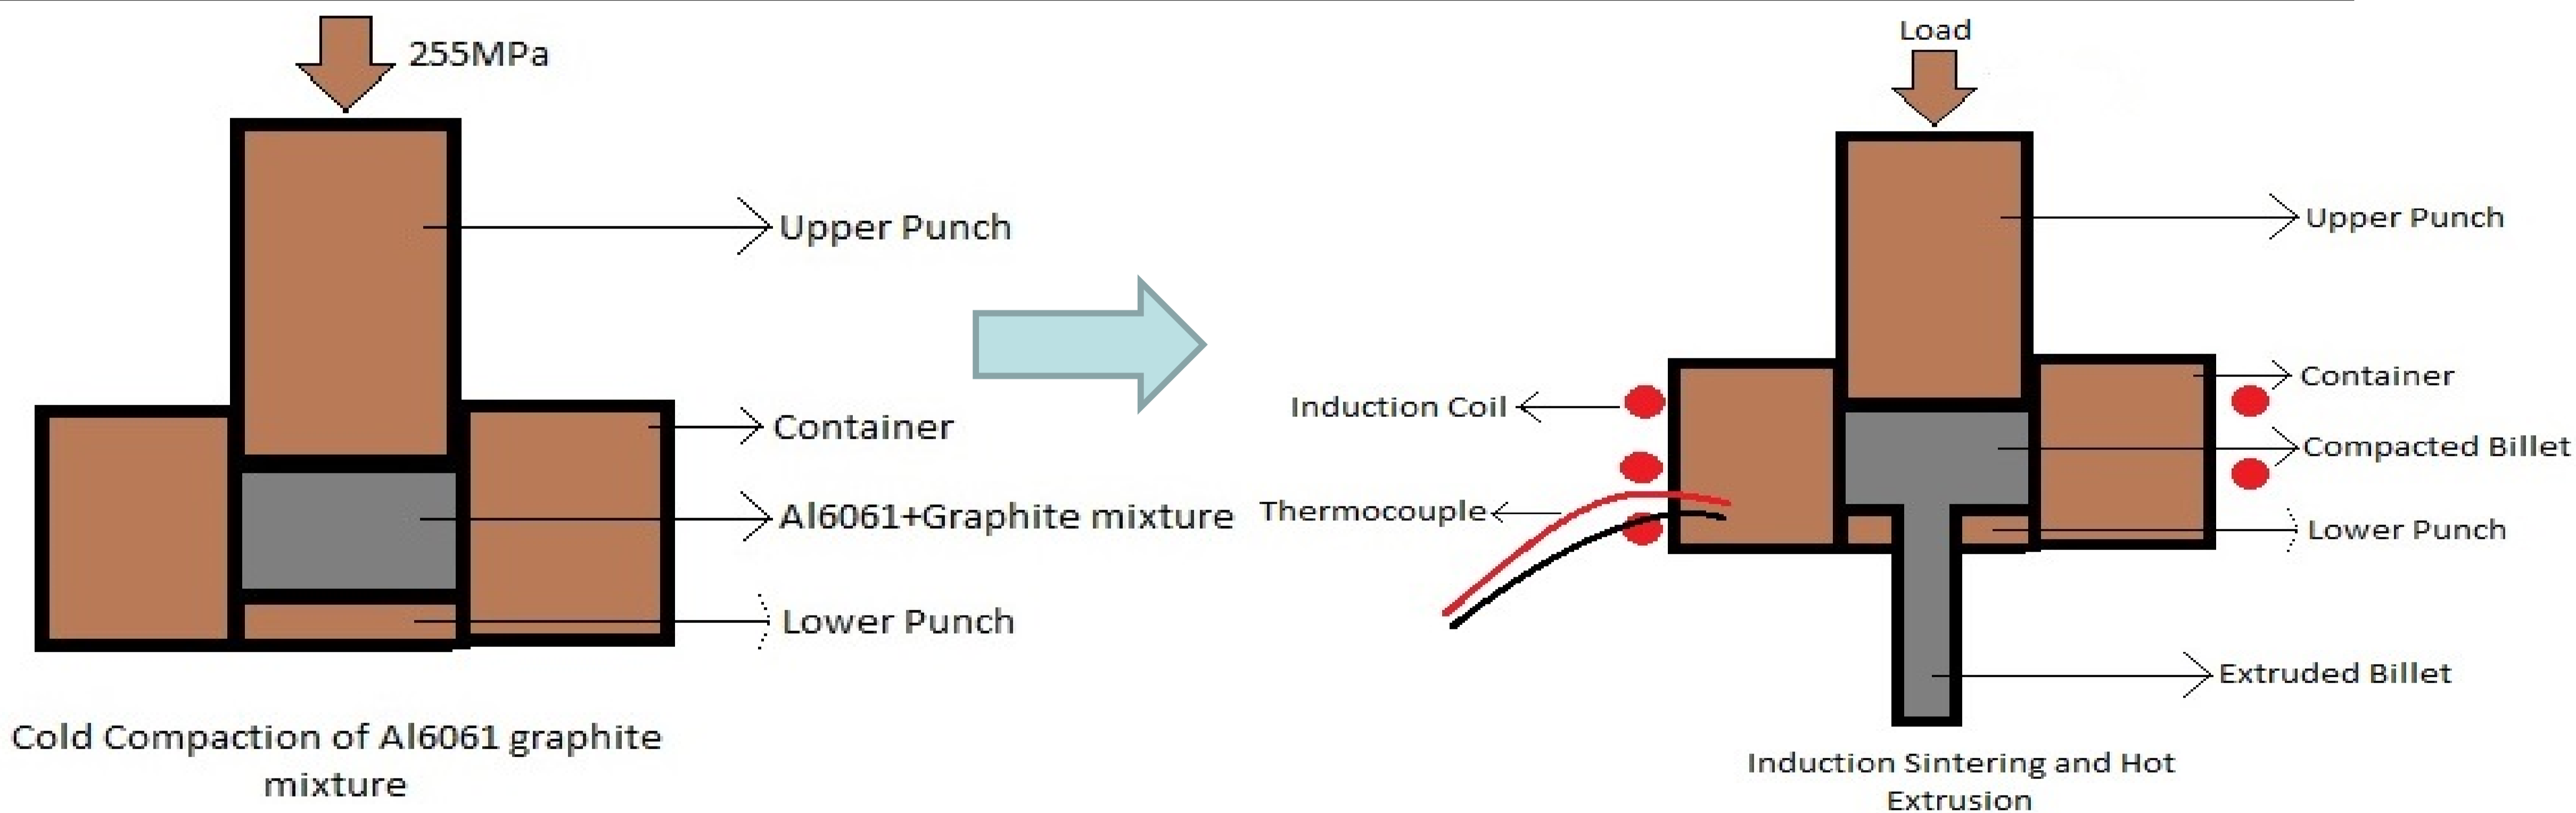 255MPa
Upper Punch
Container
Al6061+Graphite mixture
Lower Punch
Cold Compaction of Al6061 graphite
mixture
Load
Upper Punch
Container
Induction Coil
Compacted Billet
Thermocouple
Lower Punch
Extruded Billet
Induction Sintering and Hot
Extrusion